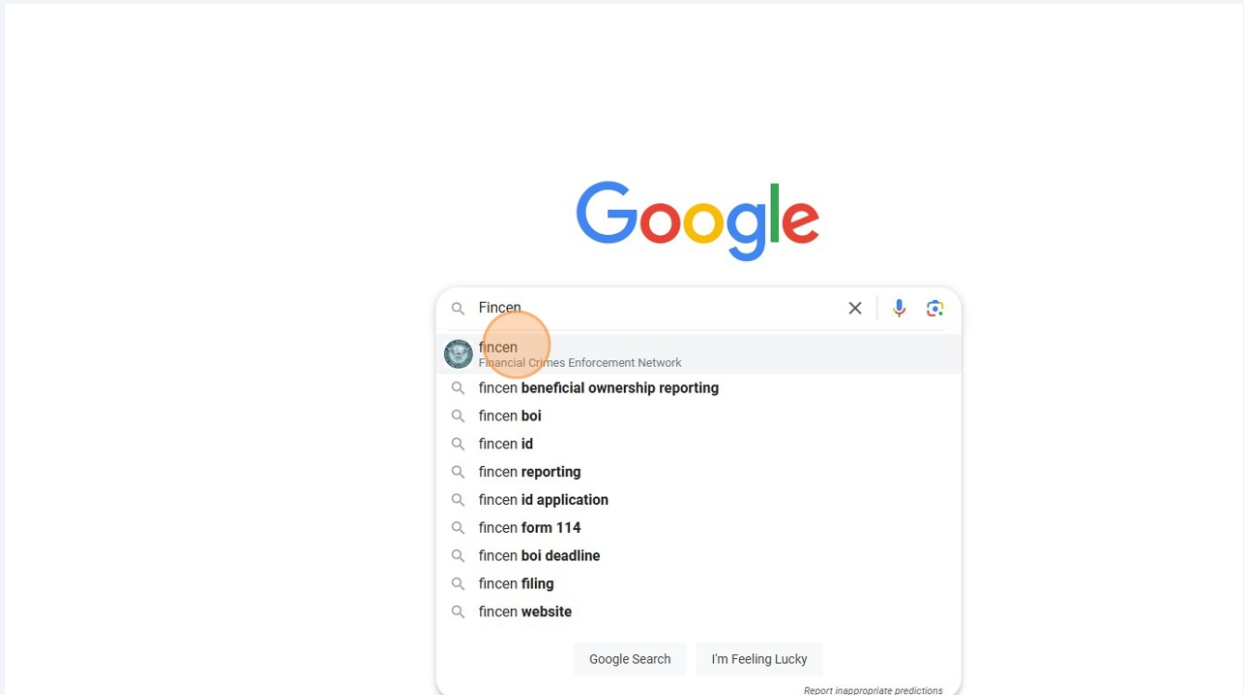 Google
Fincen
fincen
Financial Crimes Enforcement Network
fincen beneficial ownership reporting
fincen boi
fincen id
fincen reporting
fincen id application
fincen form 114
fincen boi deadline
fincen filing
fincen website
Google Search I'm Feeling Lucky
Report inappropriate predictions